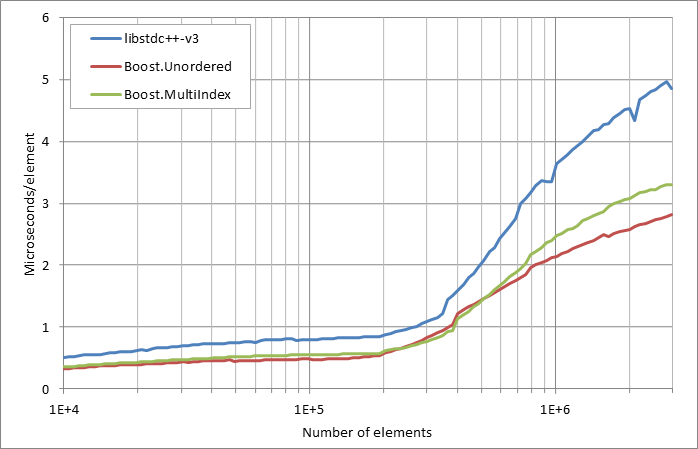 6
5
4
3
2
1
0
Microseconds/element
libstdc++-v3
Boost.Unordered
Boost.MultiIndex
1E+4
1E+5
1E+6
Number of elements